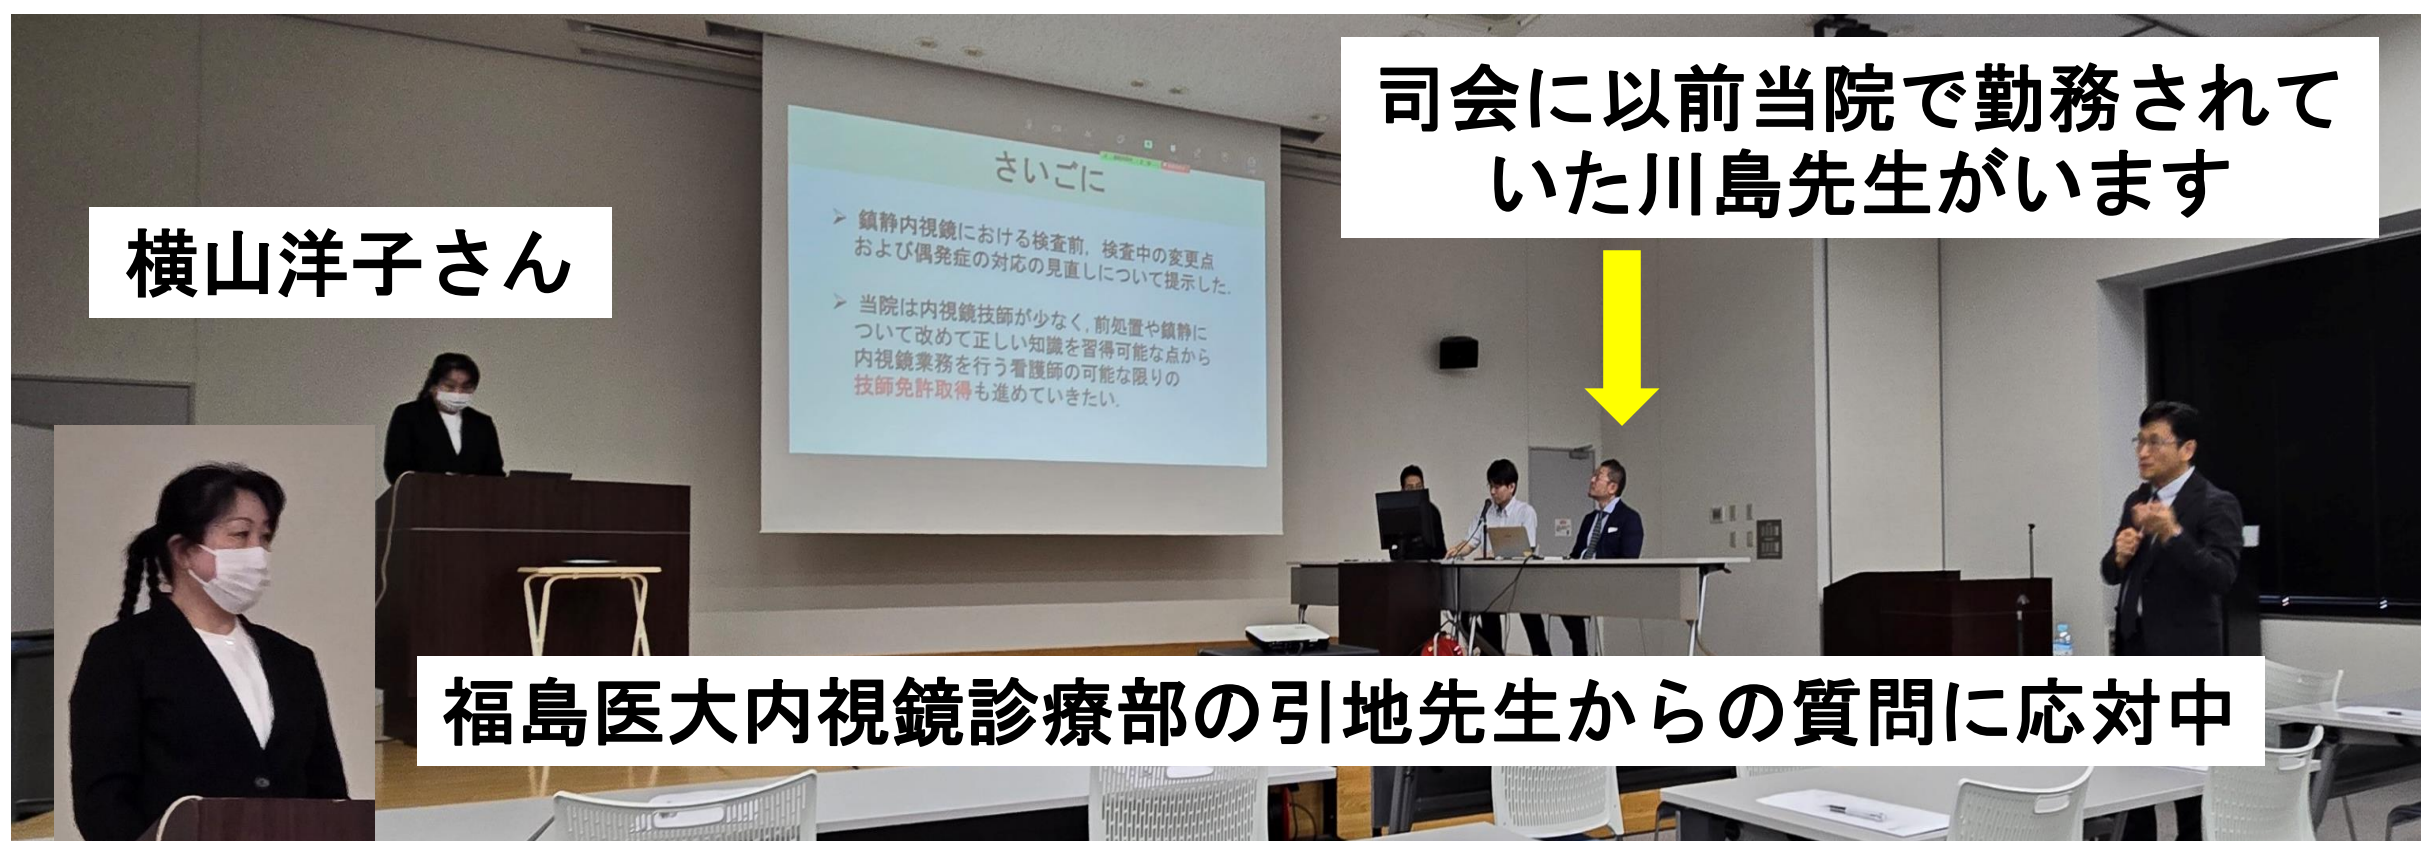 司会に以前当院で勤務されて
いた川島先生がいます
横山洋子さん
さいごに
➢ 鎮静内視鏡における検査前,検査中の変更点
および偶発症の対応の見直しについて提示した.
➢ 当院は内視鏡技師が少なく,前処置や鎮静に
ついて改めて正しい知識を習得可能な点から
内視鏡業務を行う看護師の可能な限りの
技師免許取得も進めていきたい.
福島医大内視鏡診療部の引地先生からの質問に応対中